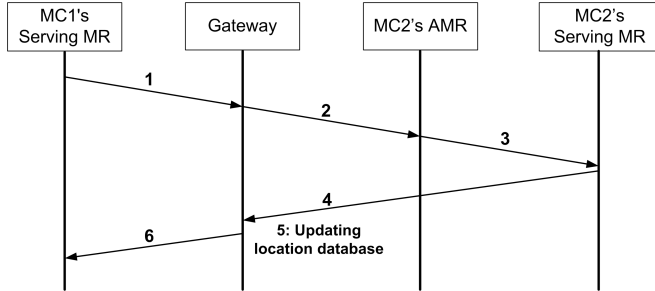 MC1's
Serving MR
Gateway
MC2's AMR
MC2's
Serving MR
1
2
3
4
5: Updating
location database
6